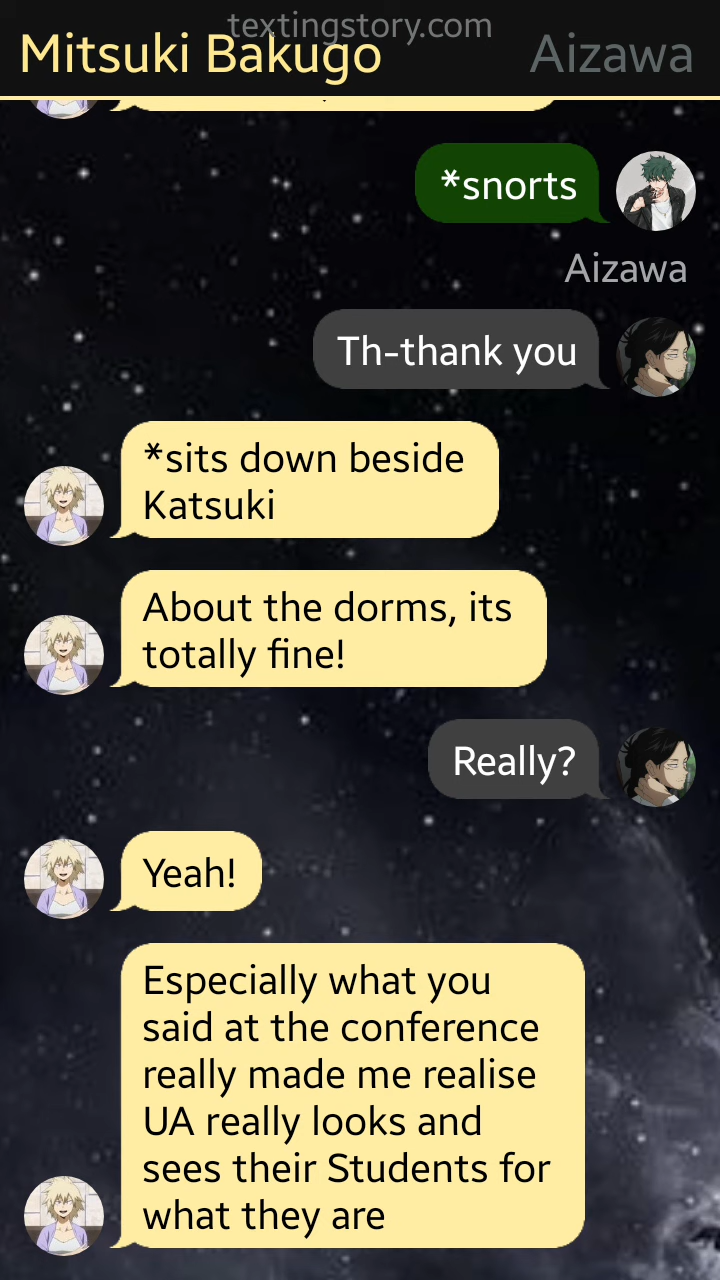 textingstory.com
Mitsuki Bakugo
Aizawa
*snorts
Aizawa
Th-thank you
*sits down beside
Katsuki
About the dorms, its
totally fine!
Really?
Yeah!
Especially what you
said at the conference
really made me realise
UA really looks and
sees their Students for
what they are